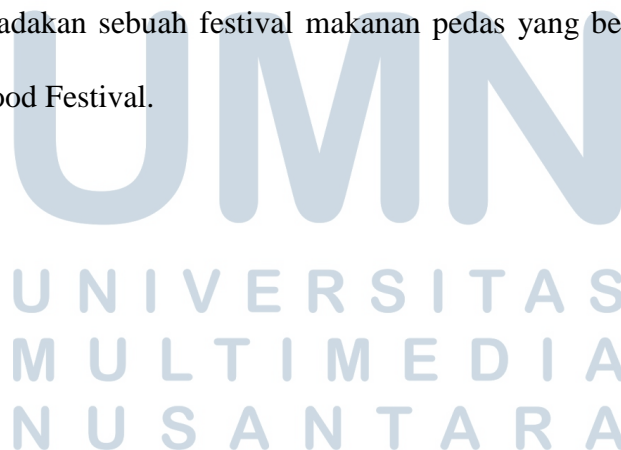 adakan sebuah festival makanan pedas yang be
ood Festival.
UMN
UNIVERSITAS
MULTIMEDIA
NUSANTARA